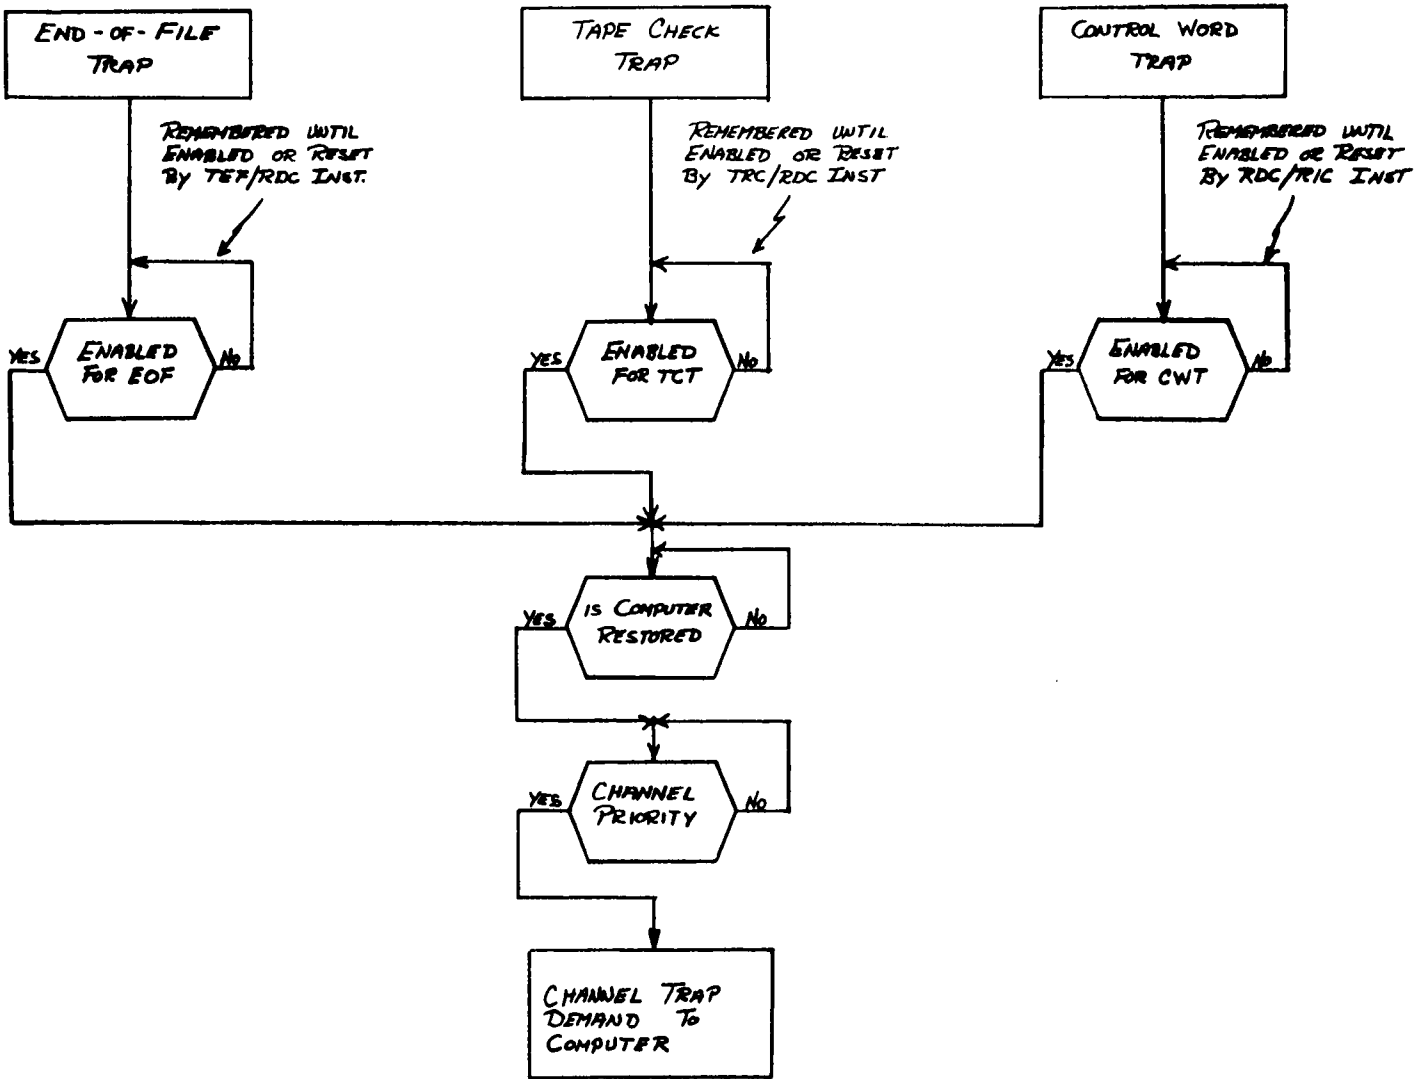 END-OF-FILE
TRAP
TAPE CHECK
TRAP
CONTROL WORD
TRAP
REMEMBERED UNTIL
ENABLED OR RESET
BY TEF/RDC INST.
REMEMBERED UNTIL
ENABLED OR RESET
BY TRC/RDC INST
REMEMBERED UNTIL
ENABLED OR RESET
BY RDC/RIC INST
YES
ENABLED
FOR EOF
NO
YES
ENABLED
FOR TCT
NO
YES
ENABLED
FOR CWT
NO
YES
IS COMPUTER
RESTORED
NO
YES
CHANNEL
PRIORITY
NO
CHANNEL TRAP
DEMAND TO
COMPUTER